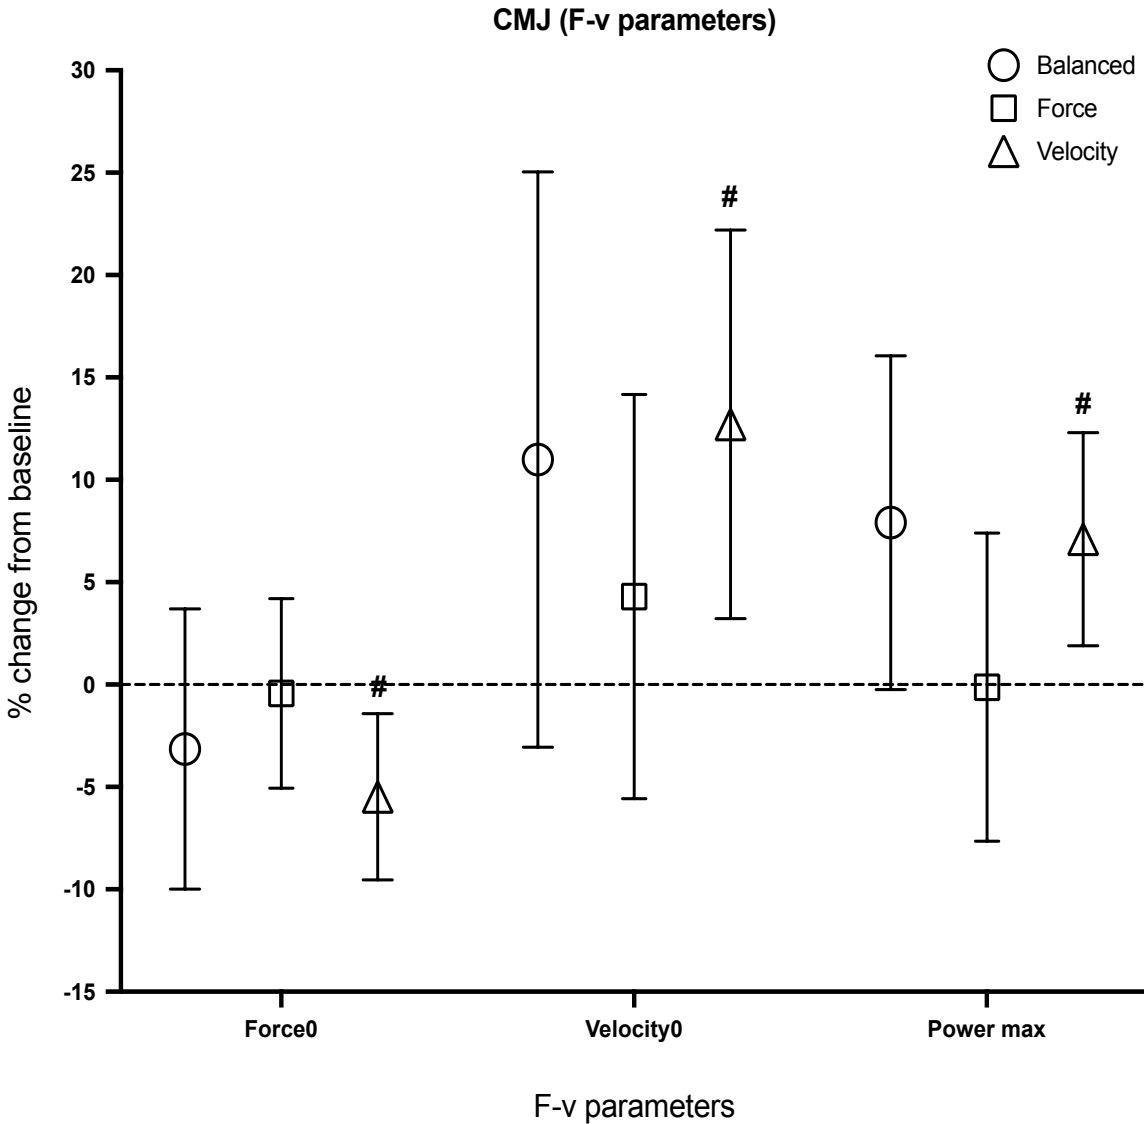 CMJ (F-v parameters)
Balanced
Force
Velocity
% change from baseline
30
25
20
15
10
5
0
-5
-10
-15
#
#
#
Force0
Velocity0
Power max
F-v parameters